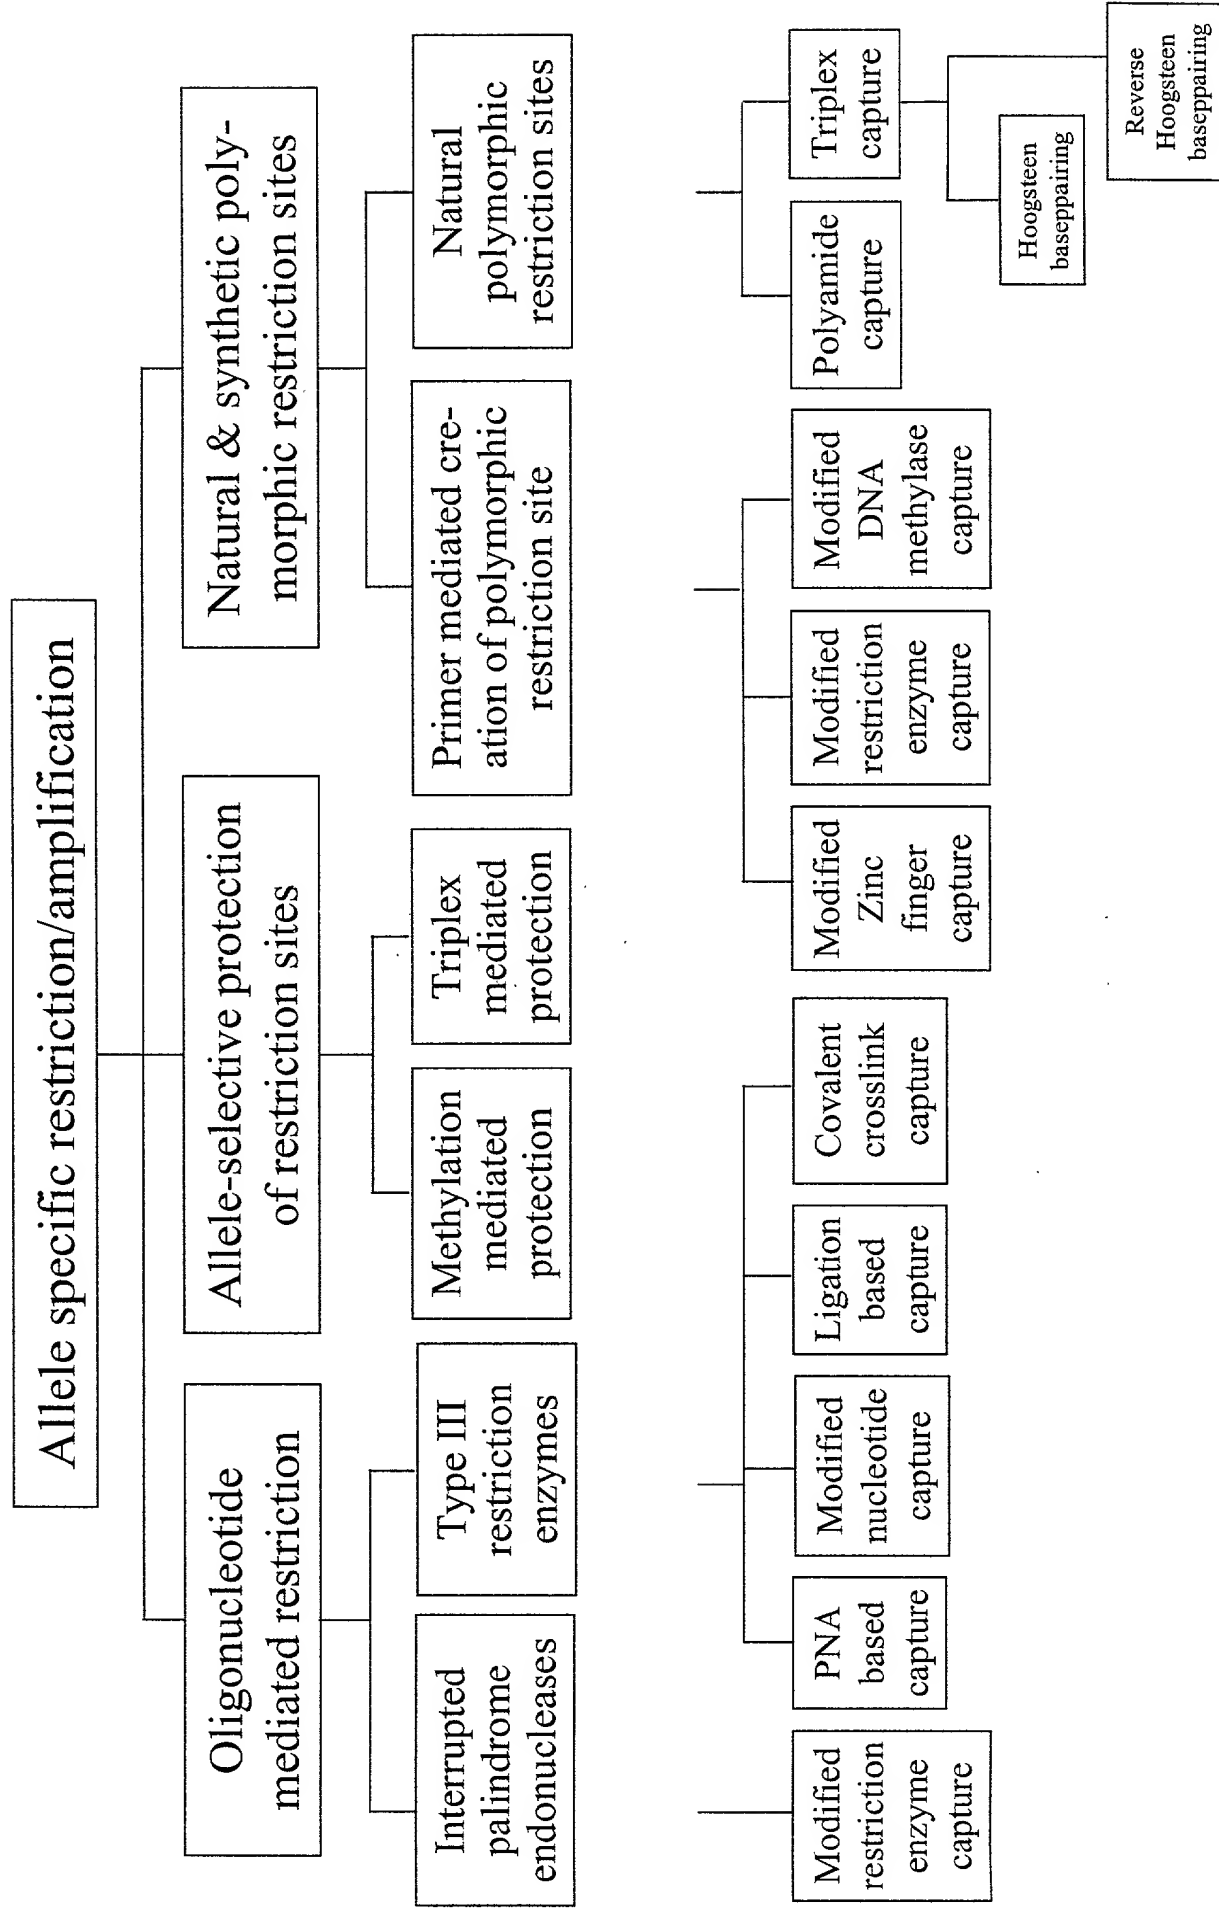 Allele specific restriction/amplification
Oligonucleotide
mediated restriction
Allele-selective protection
of restriction sites
Natural & synthetic poly-
morphic restriction sites
Interrupted
palindrome
endonucleases
Type III
restriction
enzymes
Methylation
mediated
protection
Triplex
mediated
protection
Primer mediated cre-
ation of polymorphic
restriction site
Natural
polymorphic
restriction sites
Modified
restriction
enzyme
capture
PNA
based
capture
Modified
nucleotide
capture
Ligation
based
capture
Covalent
crosslink
capture
Modified
Zinc
finger
capture
Modified
restriction
enzyme
capture
Modified
DNA
methylase
capture
Polyamide
capture
Triplex
capture
Hoogsteen
baseppairing
Reverse
Hoogsteen
baseppairing